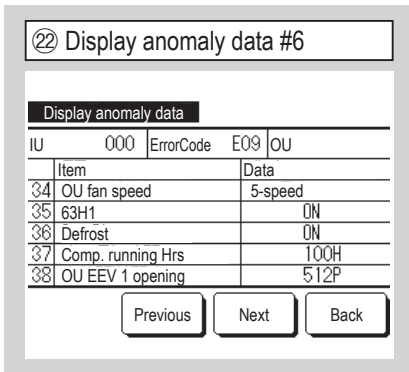 ㉒ Display anomaly data #6
Display anomaly data
IU 000 ErrorCode E09 OU
Item Data
34 OU fan speed 5-speed
35 63H1 ON
36 Defrost ON
37 Comp. running Hrs 100H
38 OU EEV 1 opening 512P
Previous Next Back